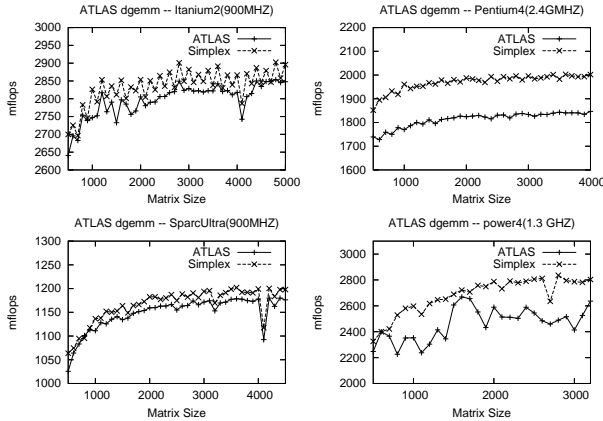 ATLAS dgemm -- Itanium2(900MHZ)
ATLAS
Simplex
mflops
3000
2950
2900
2850
2800
2750
2700
2650
2600
1000 2000 3000 4000 5000
Matrix Size
ATLAS dgemm -- Pentium4(2.4GMHZ)
ATLAS
Simplex
mflops
2200
2100
2000
1900
1800
1700
1600
1000 2000 3000 4000
Matrix Size
ATLAS dgemm -- SparcUltra(900MHZ)
ATLAS
Simplex
mflops
1300
1250
1200
1150
1100
1050
1000
1000 2000 3000 4000
Matrix Size
ATLAS dgemm -- power4(1.3 GHZ)
ATLAS
Simplex
mflops
2800
2600
2400
2200
2000
1000 2000 3000
Matrix Size